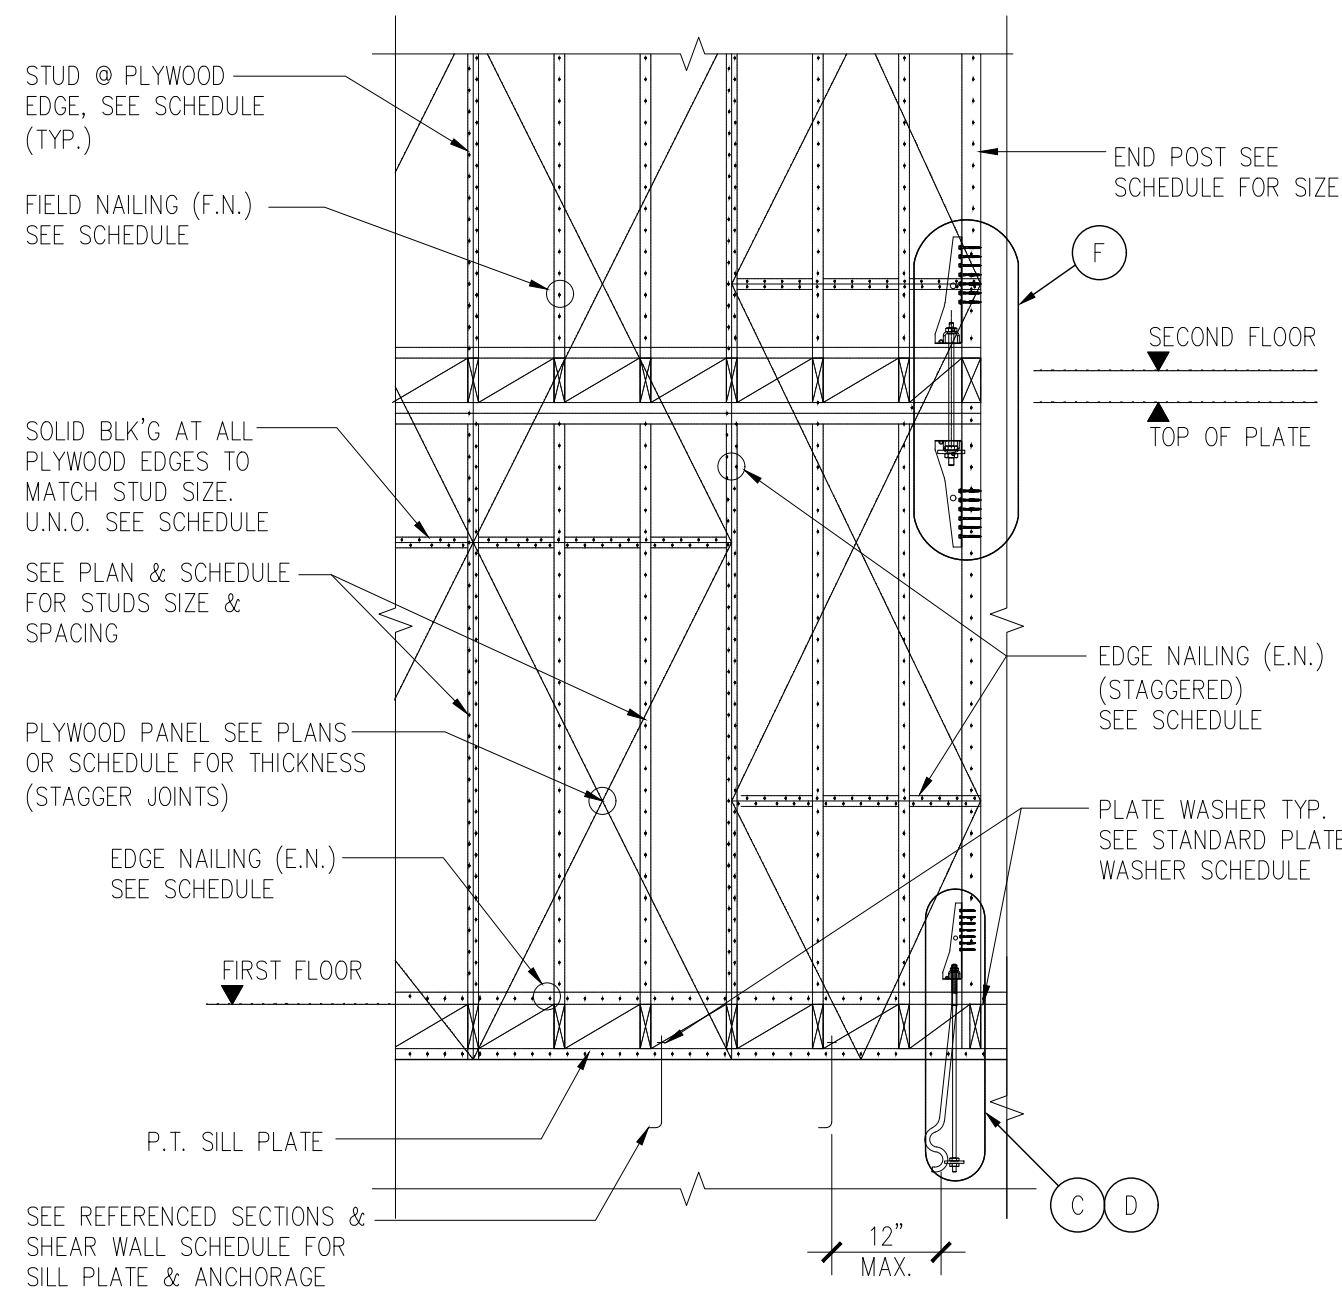 STUD @ PLYWOOD
EDGE, SEE SCHEDULE
(TYP.)
END POST SEE
SCHEDULE FOR SIZE
FIELD NAILING (F.N.)
SEE SCHEDULE
F
SECOND FLOOR
TOP OF PLATE
SOLID BLK'G AT ALL
PLYWOOD EDGES TO
MATCH STUD SIZE.
U.N.O. SEE SCHEDULE
SEE PLAN & SCHEDULE
FOR STUDS SIZE &
SPACING
EDGE NAILING (E.N.)
(STAGGERED)
SEE SCHEDULE
PLYWOOD PANEL SEE PLANS
OR SCHEDULE FOR THICKNESS
(STAGGER JOINTS)
PLATE WASHER TYP.
SEE STANDARD PLATE
WASHER SCHEDULE
EDGE NAILING (E.N.)
SEE SCHEDULE
FIRST FLOOR
P.T. SILL PLATE
C D
SEE REFERENCED SECTIONS &
SHEAR WALL SCHEDULE FOR
SILL PLATE & ANCHORAGE
12"
MAX.